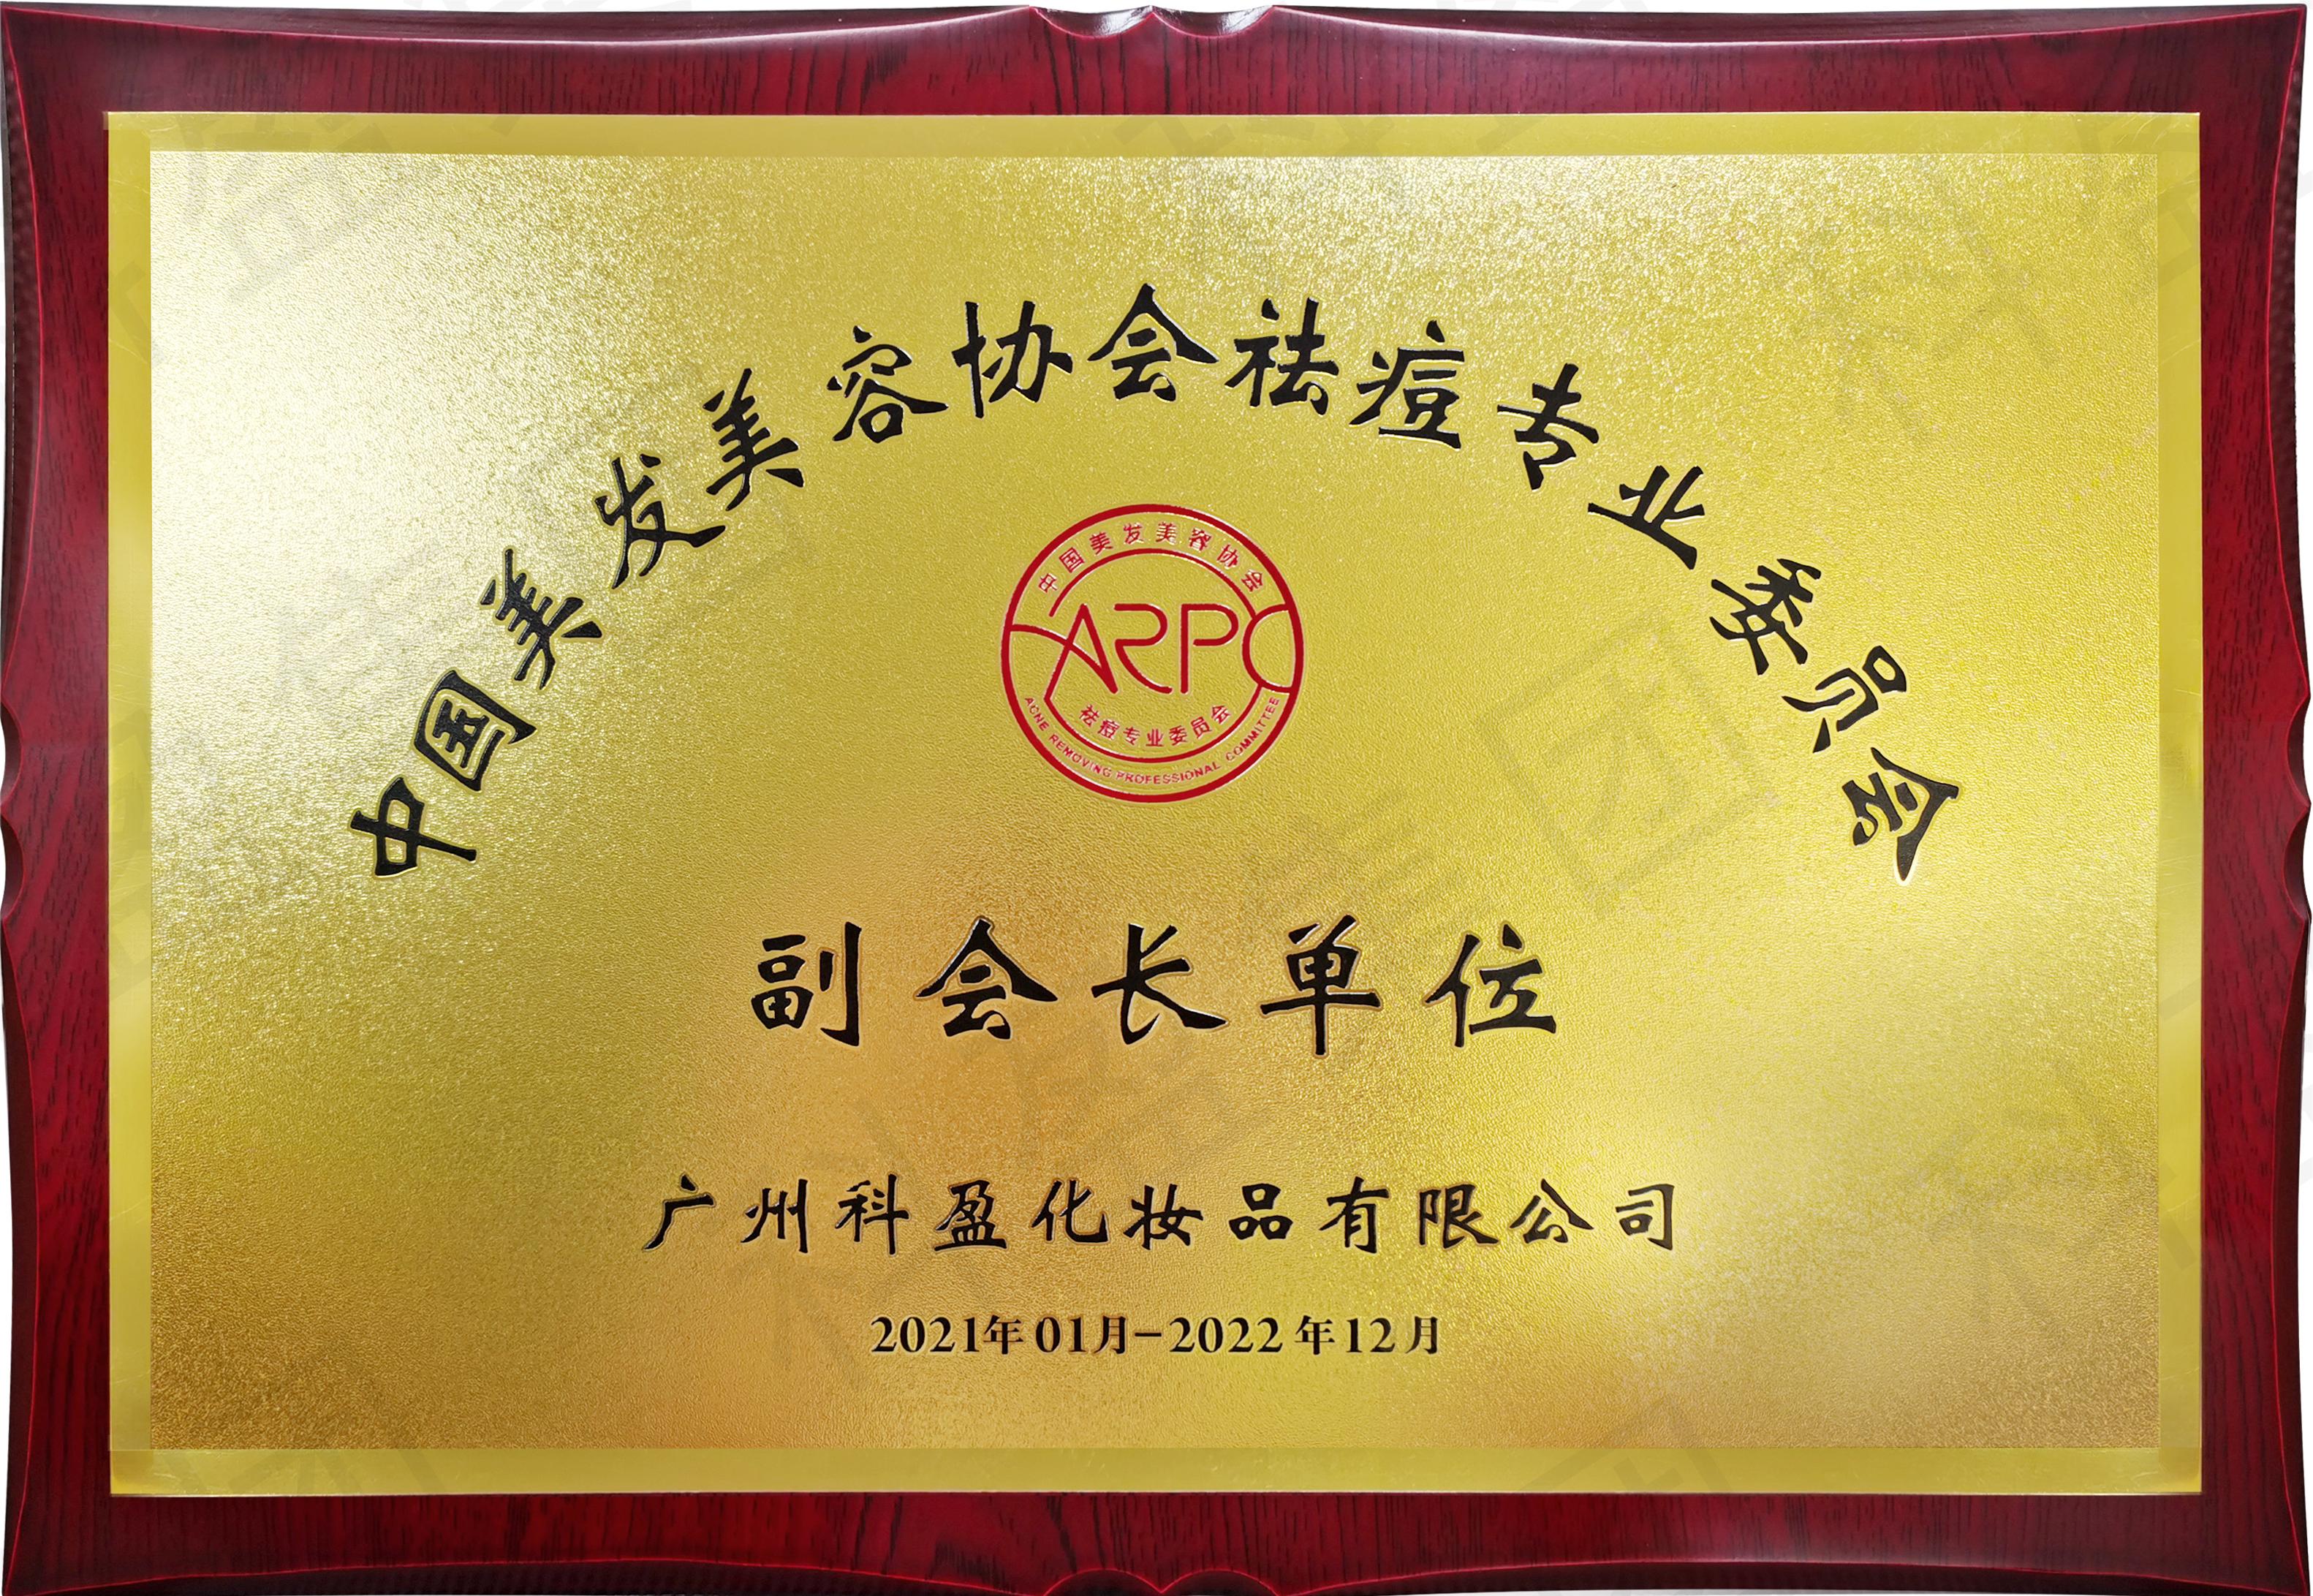 中国美发美容协会祛痘专业委员会
中国美发美容协会
ARPC
祛痘专业委员会
ACNE REMOVING PROFESSIONAL COMMITTEE
副会长单位
广州科盈化妆品有限公司
2021年01月-2022年12月